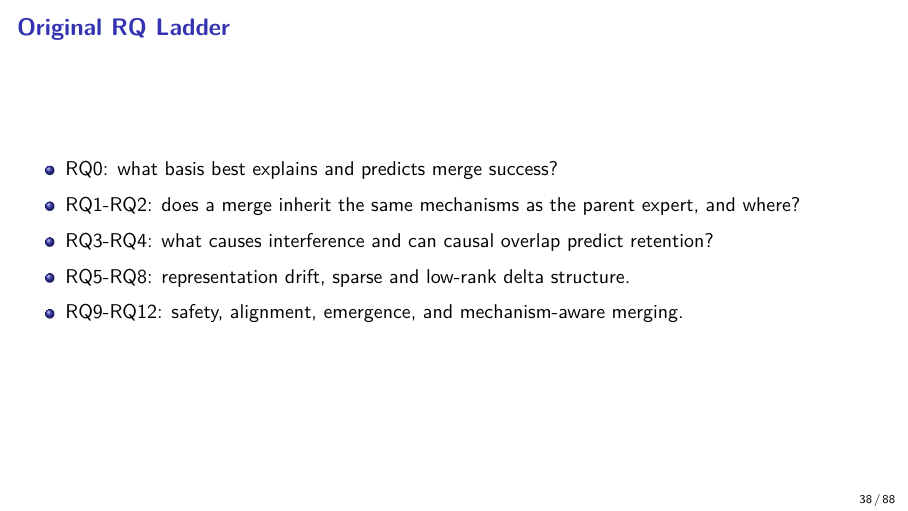 Original RQ Ladder
RQ0: what basis best explains and predicts merge success?
RQ1-RQ2: does a merge inherit the same mechanisms as the parent expert, and where?
RQ3-RQ4: what causes interference and can causal overlap predict retention?
RQ5-RQ8: representation drift, sparse and low-rank delta structure.
RQ9-RQ12: safety, alignment, emergence, and mechanism-aware merging.
38 / 88